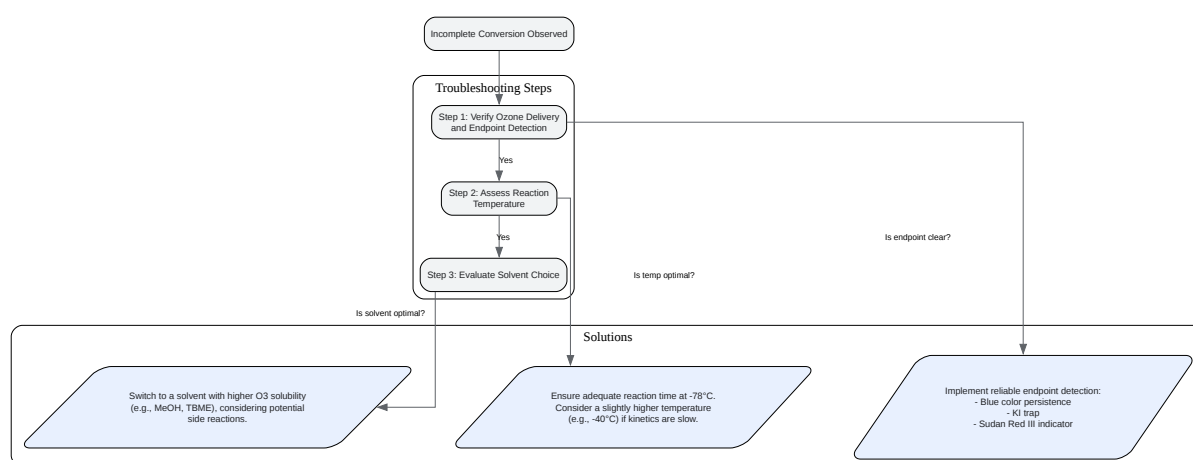 Incomplete Conversion Observed
Troubleshooting Steps
Step 1: Verify Ozone Delivery
and Endpoint Detection
Yes
Step 2: Assess Reaction
Temperature
Yes
Is endpoint clear?
Step 3: Evaluate Solvent Choice
Is temp optimal?
Is solvent optimal?
Solutions
Switch to a solvent with higher O3 solubility
(e.g., MeOH, TBME), considering potential
side reactions.
Ensure adequate reaction time at -78°C.
Consider a slightly higher temperature
(e.g., -40°C) if kinetics are slow.
Implement reliable endpoint detection:
- Blue color persistence
- KI trap
- Sudan Red III indicator